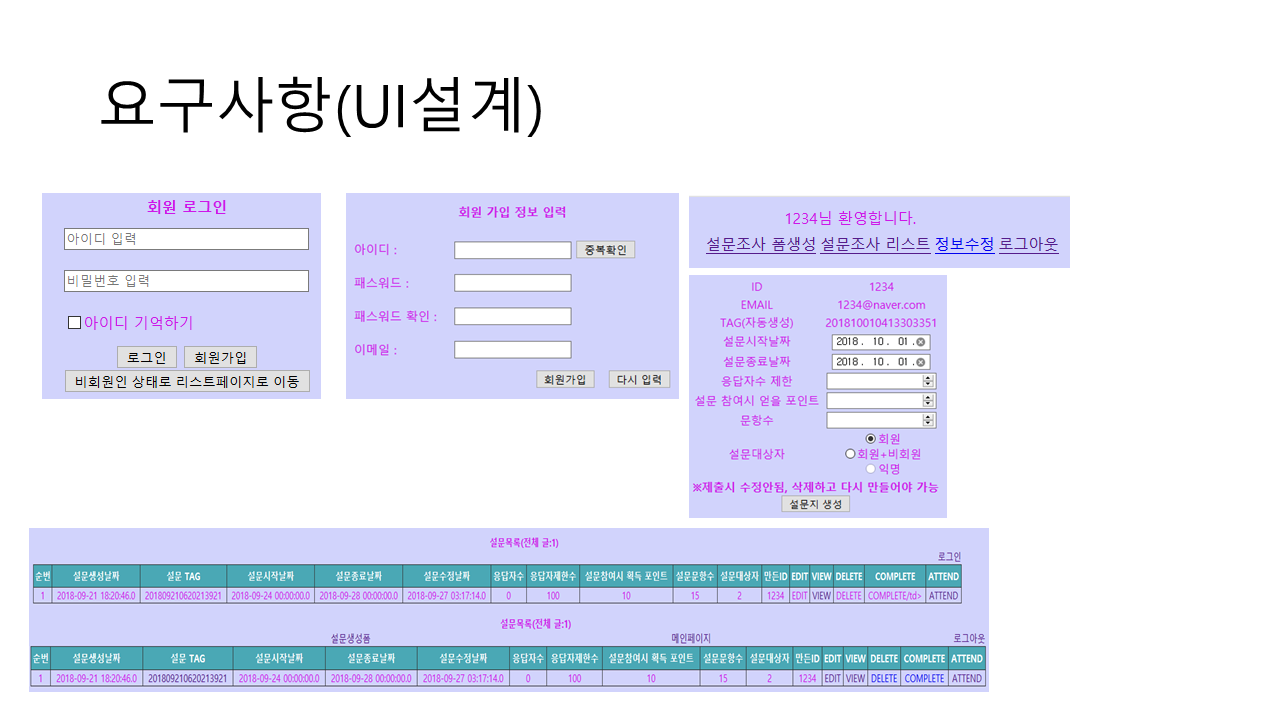 요구사항(UI설계)
회원 로그인
아이디 입력
비밀번호 입력
아이디 기억하기
로그인 회원가입
비회원인 상태로 리스트페이지로 이동
회원 가입 정보 입력
아이디 : 중복확인
패스워드 :
패스워드 확인 :
이메일 :
회원가입 다시 입력
1234님 환영합니다.
설문조사 폼생성 설문조사 리스트 정보수정 로그아웃
ID 1234
EMAIL 1234@naver.com
TAG(자동생성) 201810010413303351
설문시작날짜 2018. 10. 01.
설문종료날짜 2018. 10. 01.
응답자수 제한
설문 참여시 얻을 포인트
문항수
설문대상자 회원
회원+비회원
익명
※제출시 수정안됨, 삭제하고 다시 만들어야 가능
설문지 생성
설문목록(전체 글:1)
로그인
순번 설문생성날짜 설문 TAG 설문시작날짜 설문종료날짜 설문수정날짜 응답자수 응답자제한수 설문참여시 획득 포인트 설문문항수 설문대상자 만든ID EDIT VIEW DELETE COMPLETE ATTEND
1 2018-09-21 18:20:46.0 201809210620213921 2018-09-24 00:00:00.0 2018-09-28 00:00:00.0 2018-09-27 03:17:14.0 0 100 10 15 2 1234 EDIT VIEW DELETE COMPLETE/td> ATTEND
설문목록(전체 글:1)
설문생성폼 메인페이지 로그아웃
순번 설문생성날짜 설문 TAG 설문시작날짜 설문종료날짜 설문수정날짜 응답자수 응답자제한수 설문참여시 획득 포인트 설문문항수 설문대상자 만든ID EDIT VIEW DELETE COMPLETE ATTEND
1 2018-09-21 18:20:46.0 201809210620213921 2018-09-24 00:00:00.0 2018-09-28 00:00:00.0 2018-09-27 03:17:14.0 0 100 10 15 2 1234 EDIT VIEW DELETE COMPLETE ATTEND